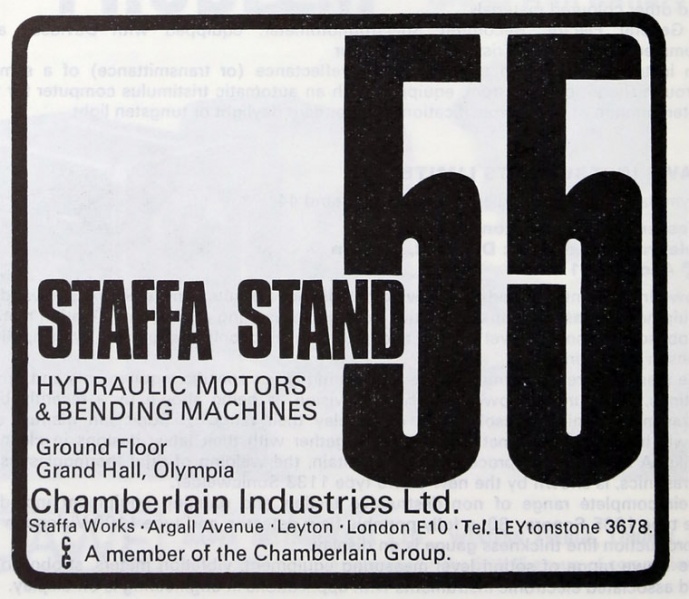 55
STAFFA STAND
HYDRAULIC MOTORS
& BENDING MACHINES
Ground Floor
Grand Hall, Olympia
Chamberlain Industries Ltd.
Staffa Works · Argall Avenue · Leyton · London E10 · Tel. LEYtonstone 3678.
A member of the Chamberlain Group.